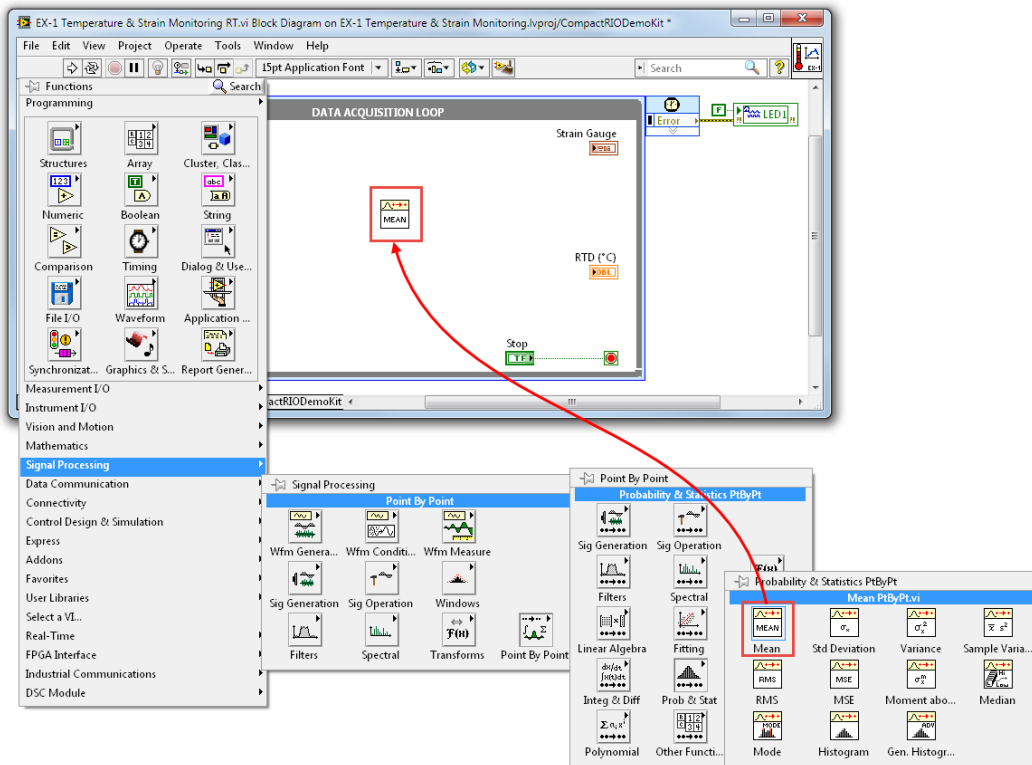 EX-1 Temperature & Strain Monitoring RT.vi Block Diagram on EX-1 Temperature & Strain Monitoring.lvproj/CompactRIODemoKit *
File Edit View Project Operate Tools Window Help
15pt Application Font
Search
EX-1
Functions
Search
Programming
Structures
Array
Cluster, Clas...
Numeric
Boolean
String
Comparison
Timing
Dialog & Use...
File I/O
Waveform
Application ...
Synchronizat...
Graphics & S...
Report Gener...
Measurement I/O
Instrument I/O
Vision and Motion
Mathematics
Signal Processing
Data Communication
Connectivity
Control Design & Simulation
Express
Addons
Favorites
User Libraries
Select a VI...
Real-Time
FPGA Interface
Industrial Communications
DSC Module
DATA ACQUISITION LOOP
Strain Gauge
MEAN
RTD (°C)
DBL
Stop
TF
Error
F
LED1
actRIODemoKit
Signal Processing
Point By Point
Wfm Genera...
Wfm Conditi...
Wfm Measure
Sig Generation
Sig Operation
Windows
Filters
Spectral
Transforms
Point By Point
Point By Point
Probability & Statistics PtByPt
Sig Generation
Sig Operation
Filters
Spectral
Linear Algebra
Fitting
Integ & Diff
Prob & Stat
Polynomial
Other Functi...
Probability & Statistics PtByPt
Mean PtByPt.vi
MEAN
Mean
Std Deviation
Variance
Sample Varia...
RMS
RMS
MSE
MSE
Moment abo...
Median
MODE
Mode
Histogram
Gen. Histogr...